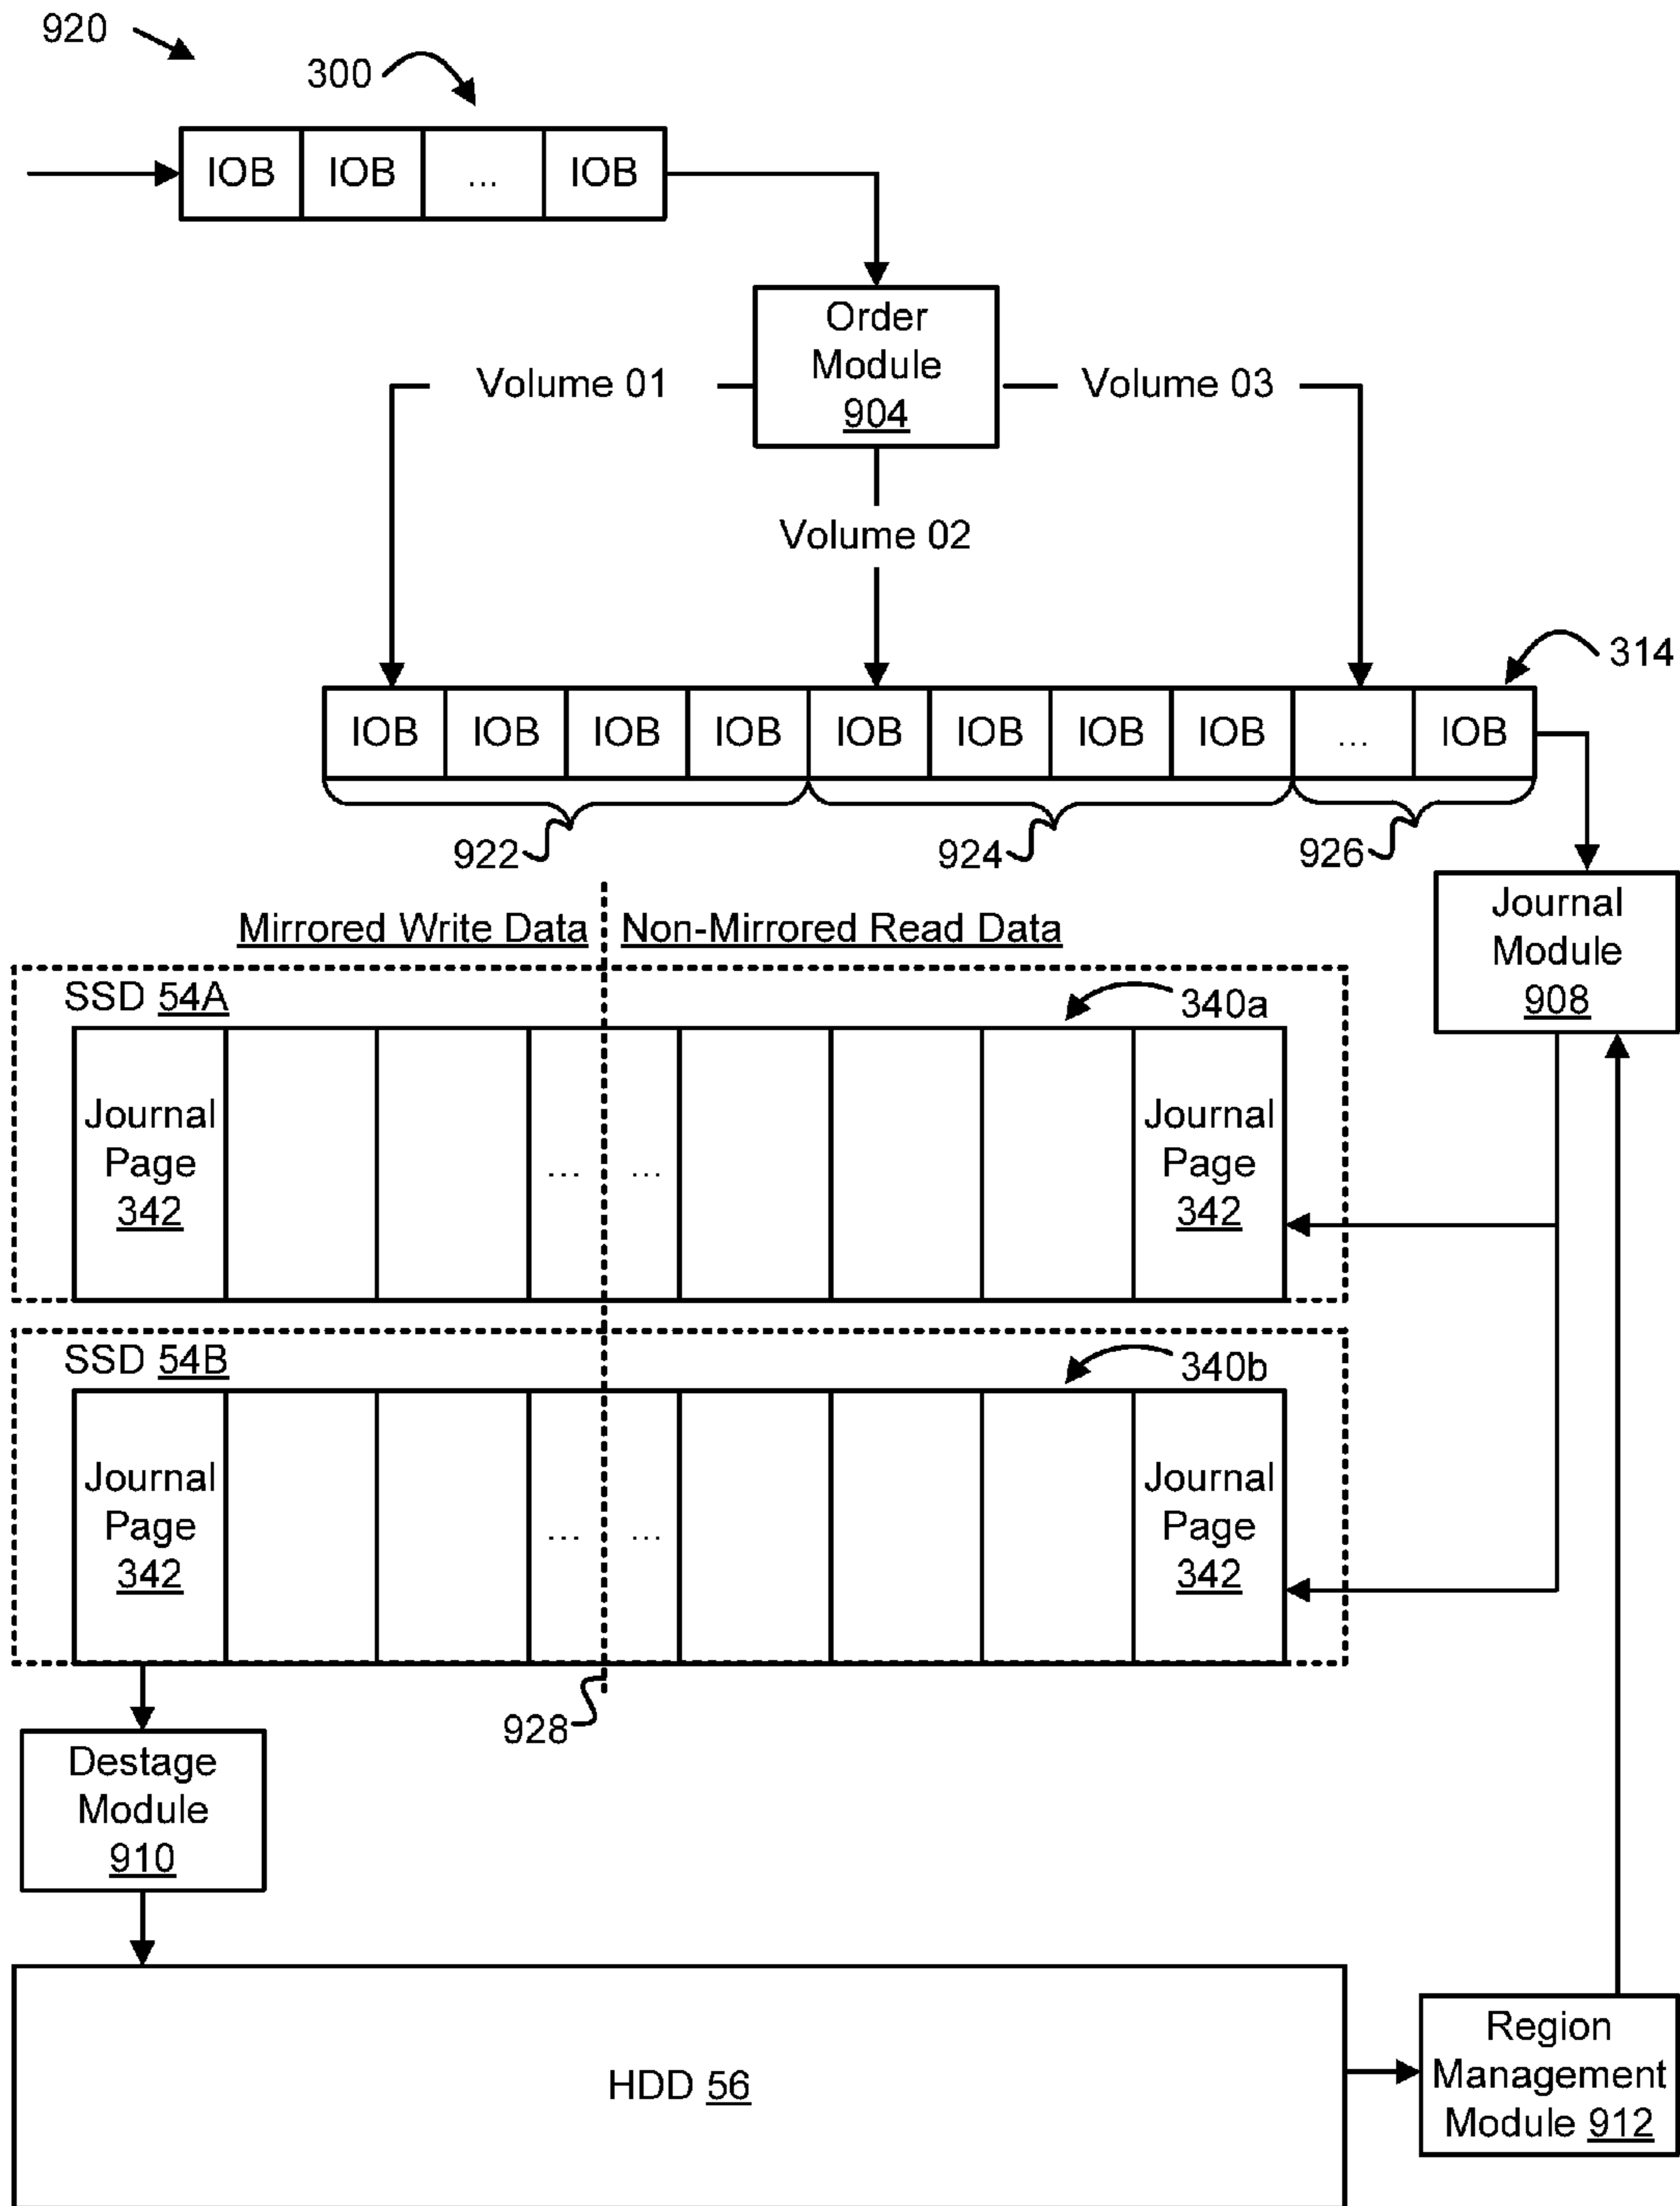 920
300
IOB IOB ... IOB
Order
Module
904
Volume 01
Volume 03
Volume 02
314
IOB IOB IOB IOB IOB IOB IOB IOB ... IOB
922
924
926
Mirrored Write Data
Non-Mirrored Read Data
Journal
Module
908
SSD 54A
340a
Journal
Page
342
... ...
Journal
Page
342
SSD 54B
340b
Journal
Page
342
... ...
Journal
Page
342
928
Destage
Module
910
HDD 56
Region
Management
Module 912